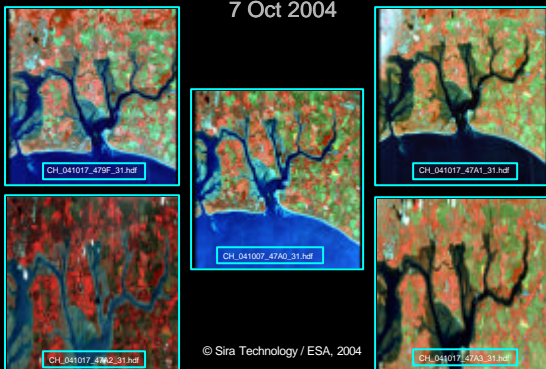 7 Oct 2004
CH_041017_479F_31.hdf
CH_041017_47A1_31.hdf
CH_041007_47A0_31.hdf
CH_041017_47A2_31.hdf
© Sira Technology / ESA, 2004
CH_041017_47A3_31.hdf